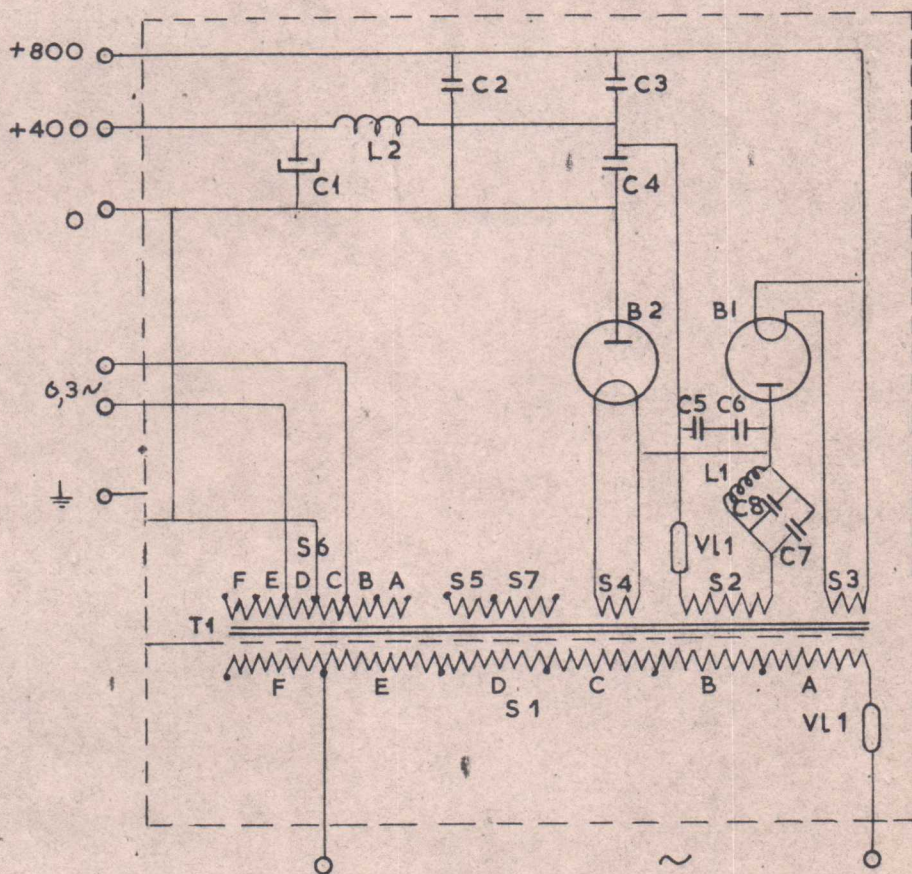 +800
C2
C3
+400
L2
C1
C4
O
B2
B1
6,3~
C5 C6
L1
C8
C7
S6
VL1
F E D C B A
S5 S7
S4
S2
S3
T1
F E D C B A
S1
VL1
~